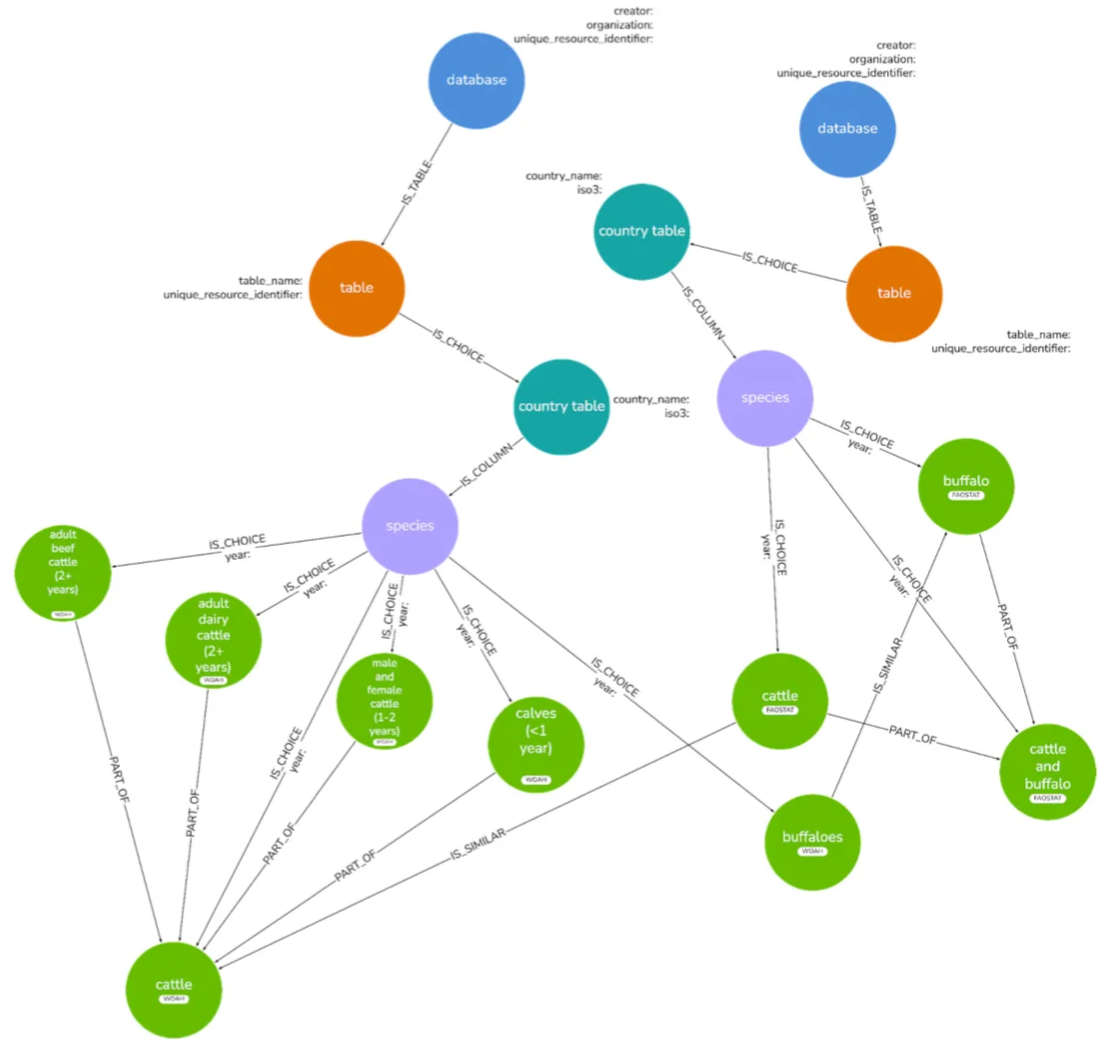 creator:
organization:
unique_resource_identifier:
database
creator:
organization:
unique_resource_identifier:
database
IS_TABLE
IS_TABLE
country_name:
iso3:
country table
IS_CHOICE
table_name:
unique_resource_identifier:
table
table
IS_COLUMN
table_name:
unique_resource_identifier:
IS_CHOICE
country table
country_name:
iso3:
species
IS_CHOICE
year:
IS_COLUMN
buffalo
FAOSTAT
species
adult
beef
cattle
(2+
years)
WOAH
IS_CHOICE
year:
IS_CHOICE
year:
adult
dairy
cattle
(2+
years)
WOAH
IS_CHOICE
year:
IS_CHOICE
year:
IS_CHOICE
year:
IS_CHOICE
year:
IS_CHOICE
year:
PART_OF
male
and
female
cattle
(1-2
years)
WOAH
calves
(<1
year)
WOAH
IS_SIMILAR
cattle
FAOSTAT
PART_OF
cattle
and
buffalo
FAOSTAT
IS_CHOICE
year:
PART_OF
PART_OF
PART_OF
PART_OF
IS_SIMILAR
buffaloes
WOAH
cattle
WOAH